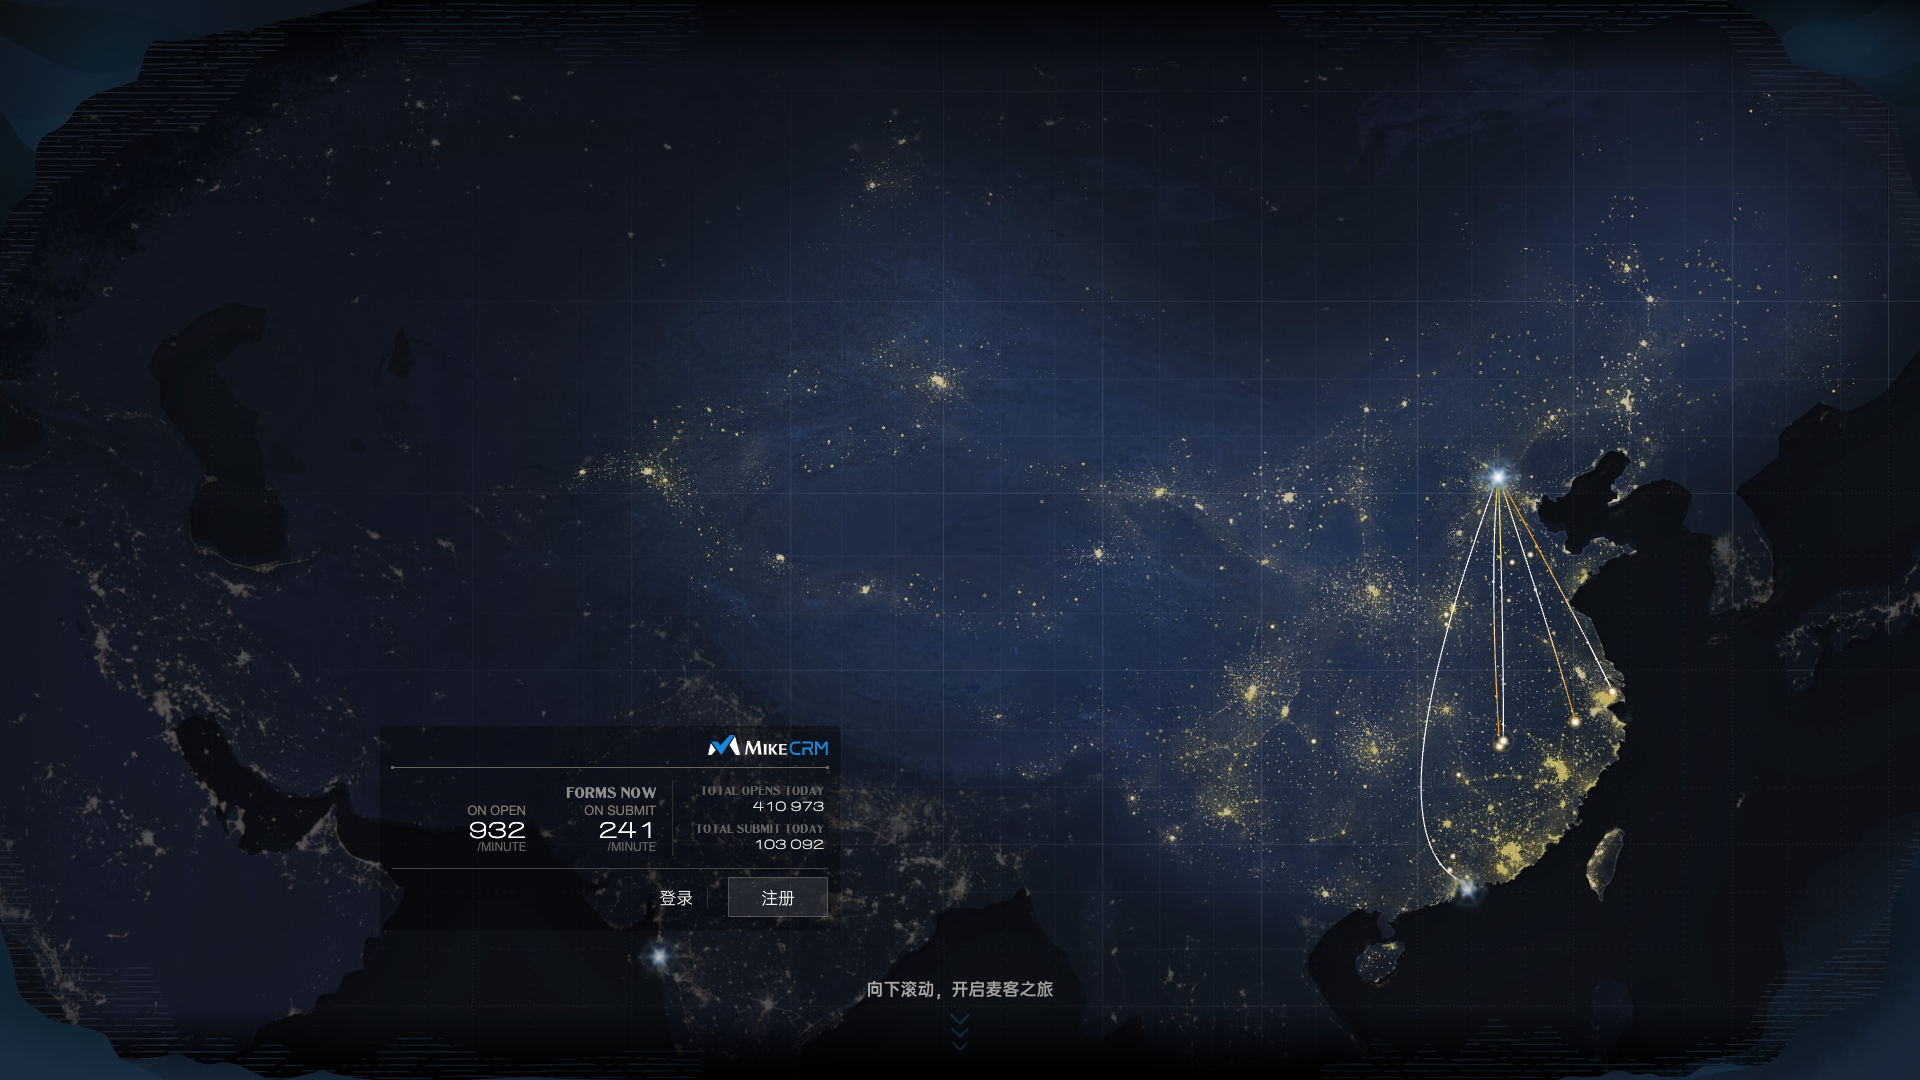 MIKECRM
FORMS NOW
ON OPEN
932
/MINUTE
ON SUBMIT
241
/MINUTE
TOTAL OPENS TODAY
410 973
TOTAL SUBMIT TODAY
103 092
登录
注册
向下滚动，开启麦客之旅